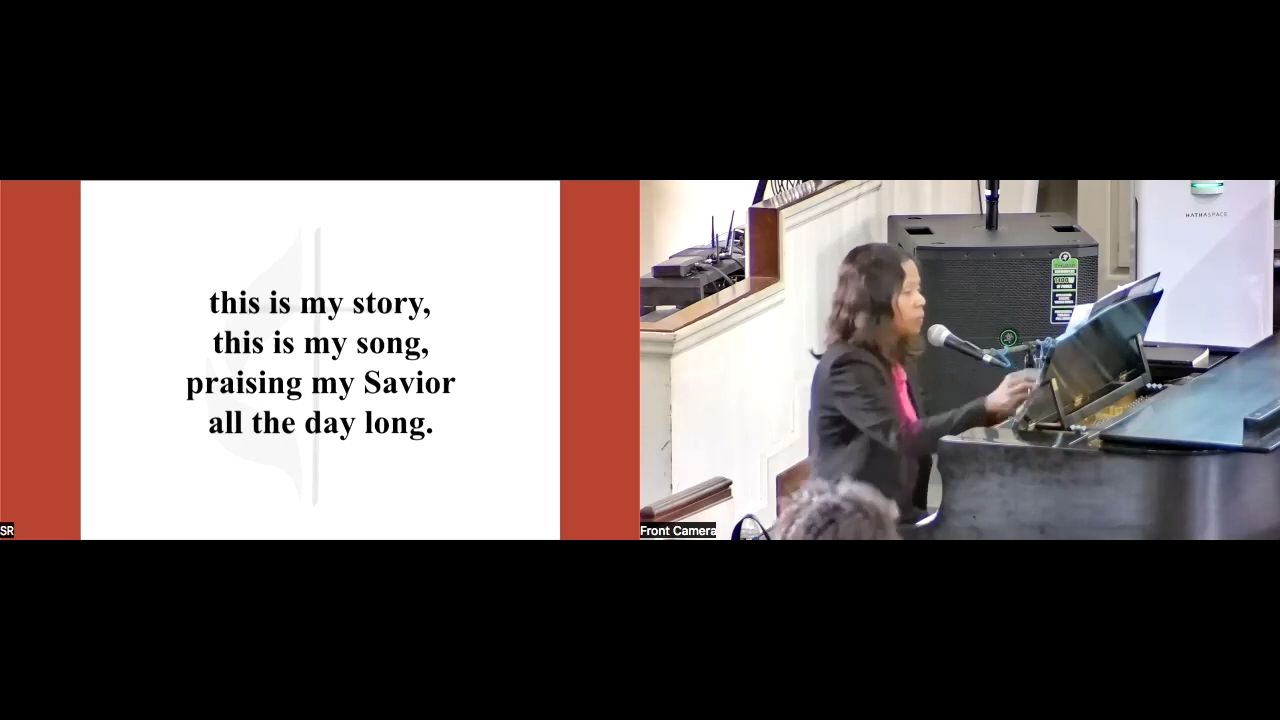 this is my story,
this is my song,
praising my Savior
all the day long.
SR
Front Camera
HATHASPACE